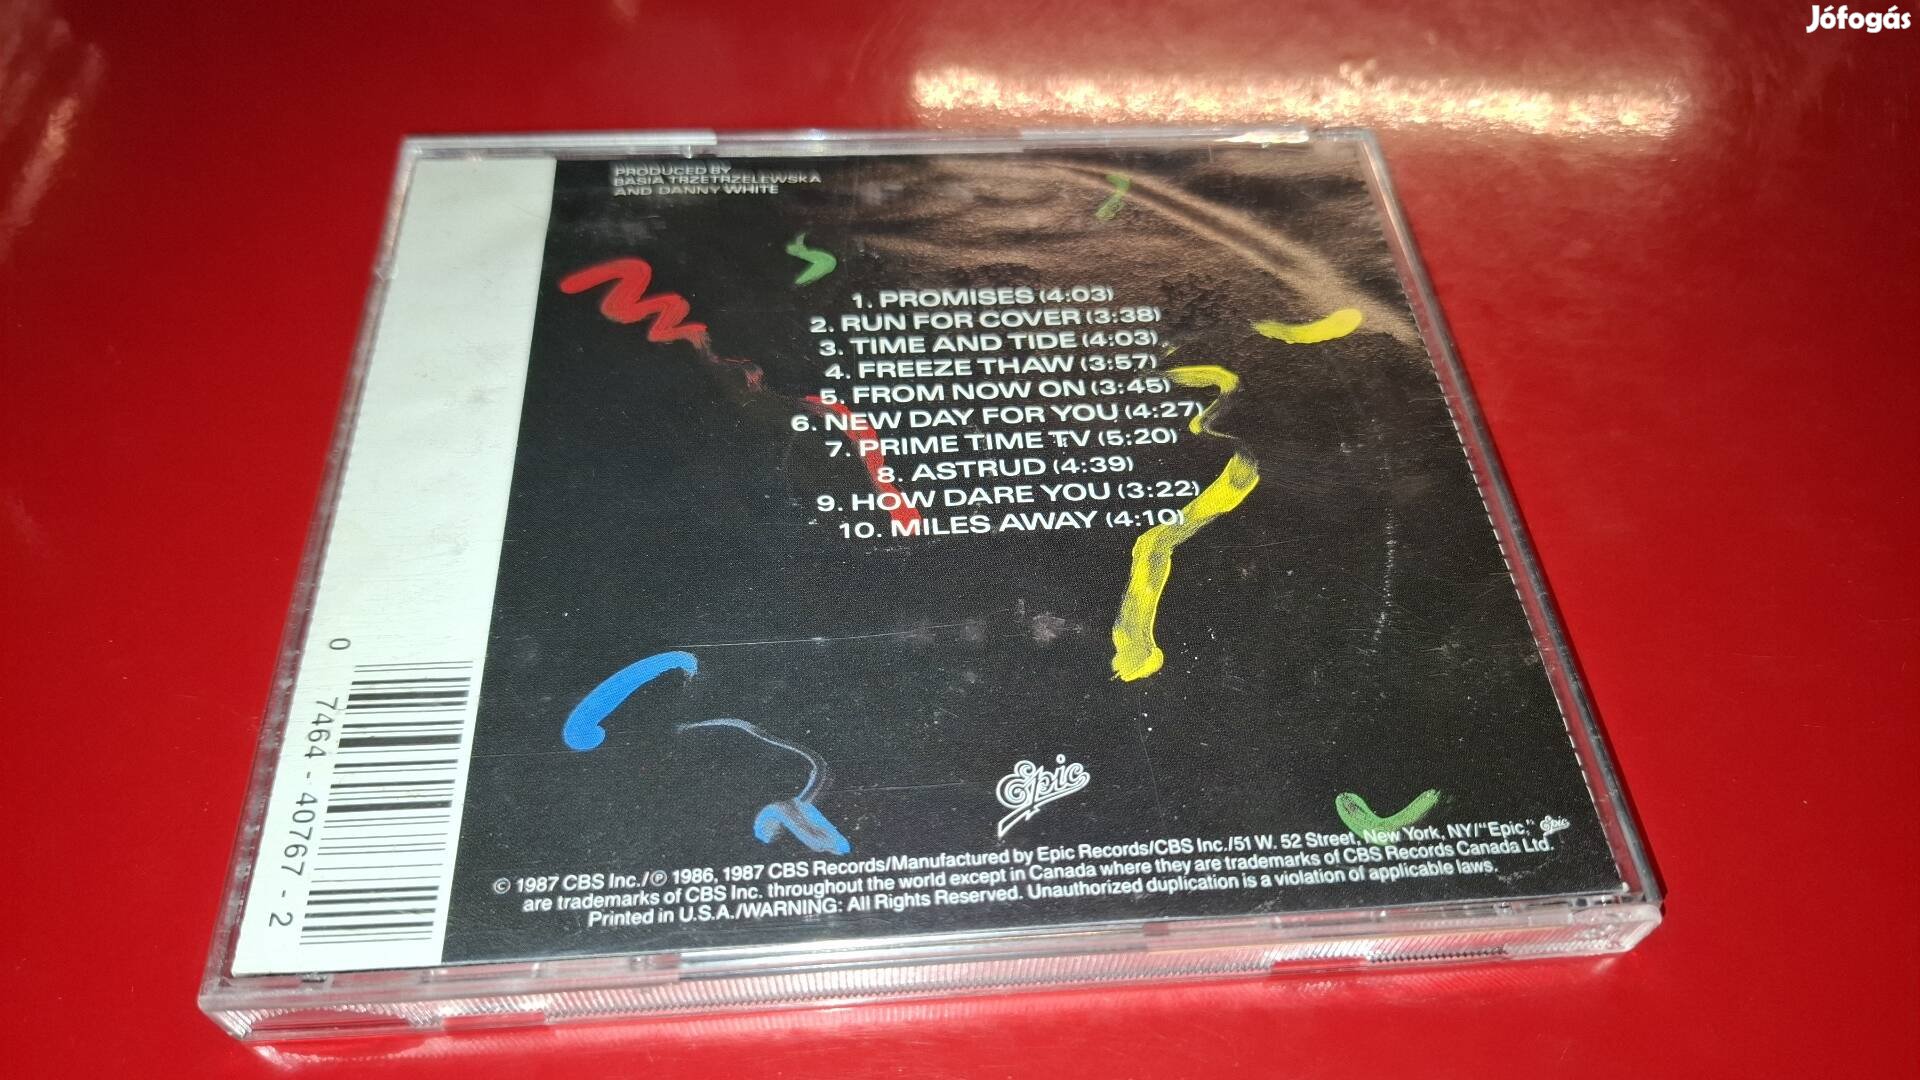 Jófogás
PRODUCED BY
BASIA TRZETRZELEWSKA
AND DANNY WHITE
1. PROMISES (4:03)
2. RUN FOR COVER (3:38)
3. TIME AND TIDE (4:03)
4. FREEZE THAW (3:57)
5. FROM NOW ON (3:45)
6. NEW DAY FOR YOU (4:27)
7. PRIME TIME TV (5:20)
8. ASTRUD (4:39)
9. HOW DARE YOU (3:22)
10. MILES AWAY (4:10)
0 7464-40767-2
Epic
© 1987 CBS Inc./℗ 1986, 1987 CBS Records/Manufactured by Epic Records/CBS Inc./51 W. 52 Street, New York, NY/"Epic," Epic
are trademarks of CBS Inc. throughout the world except in Canada where they are trademarks of CBS Records Canada Ltd.
Printed in U.S.A./WARNING: All Rights Reserved. Unauthorized duplication is a violation of applicable laws.